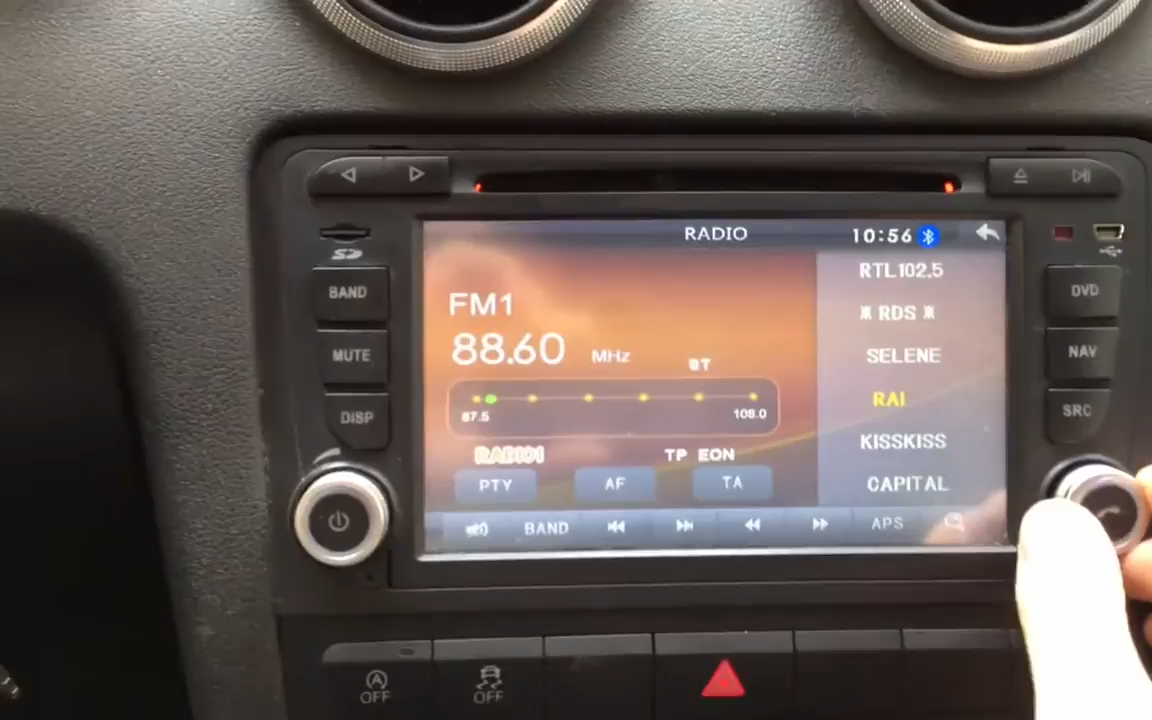 RADIO
10:56
SD
BAND
MUTE
DISP
FM1
88.60 MHz
ST
87.5
108.0
RADIO1
TP EON
PTY
AF
TA
BAND
APS
RTL102.5
* RDS *
SELENE
RAI
KISSKISS
CAPITAL
DVD
NAV
SRC
A
OFF
OFF